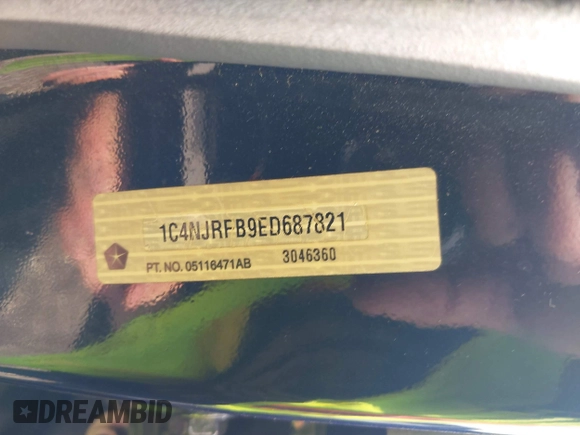 1C4NJRFB9ED687821
PT. NO. 05116471AB 3046360
DREAMBID